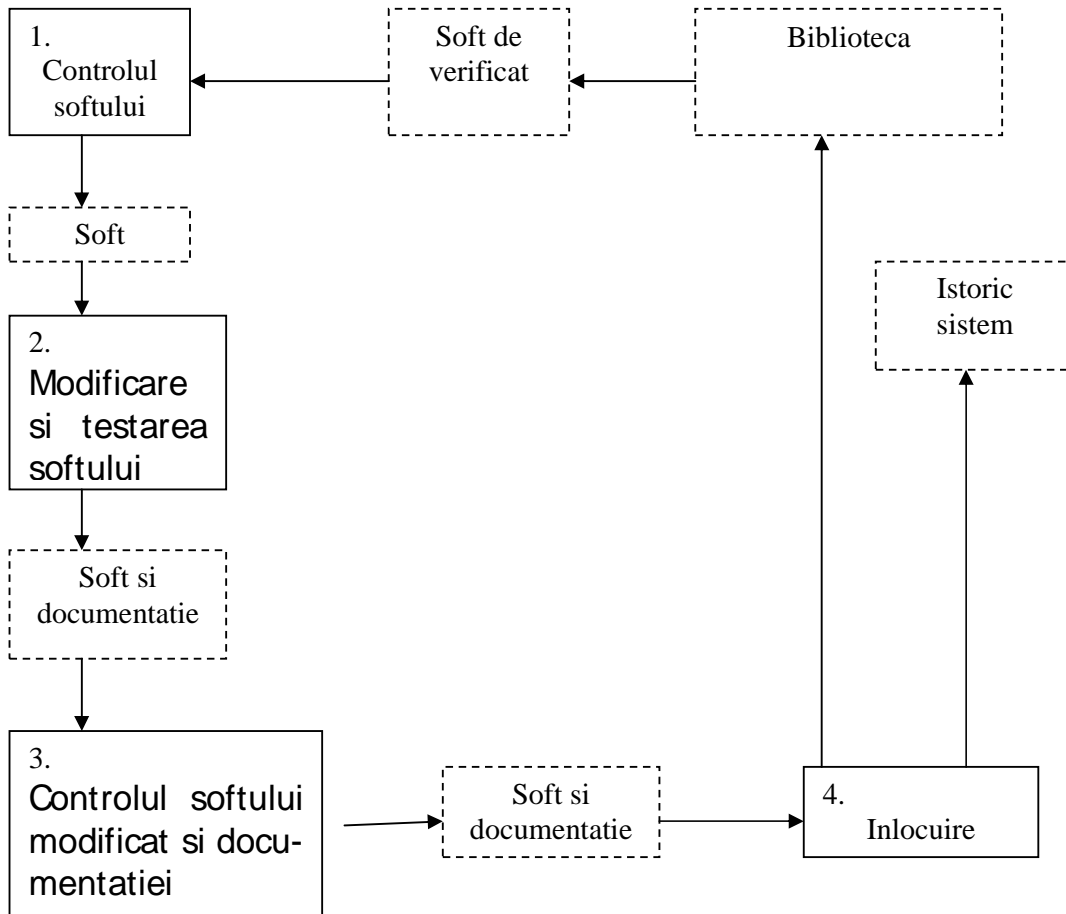 1.
Controlul
softului
Soft de
verificat
Biblioteca
Soft
Istoric
sistem
2.
Modificare
si testarea
softului
Soft si
documentatie
3.
Controlul softului
modificat si docu-
mentatiei
Soft si
documentatie
4.
Inlocuire